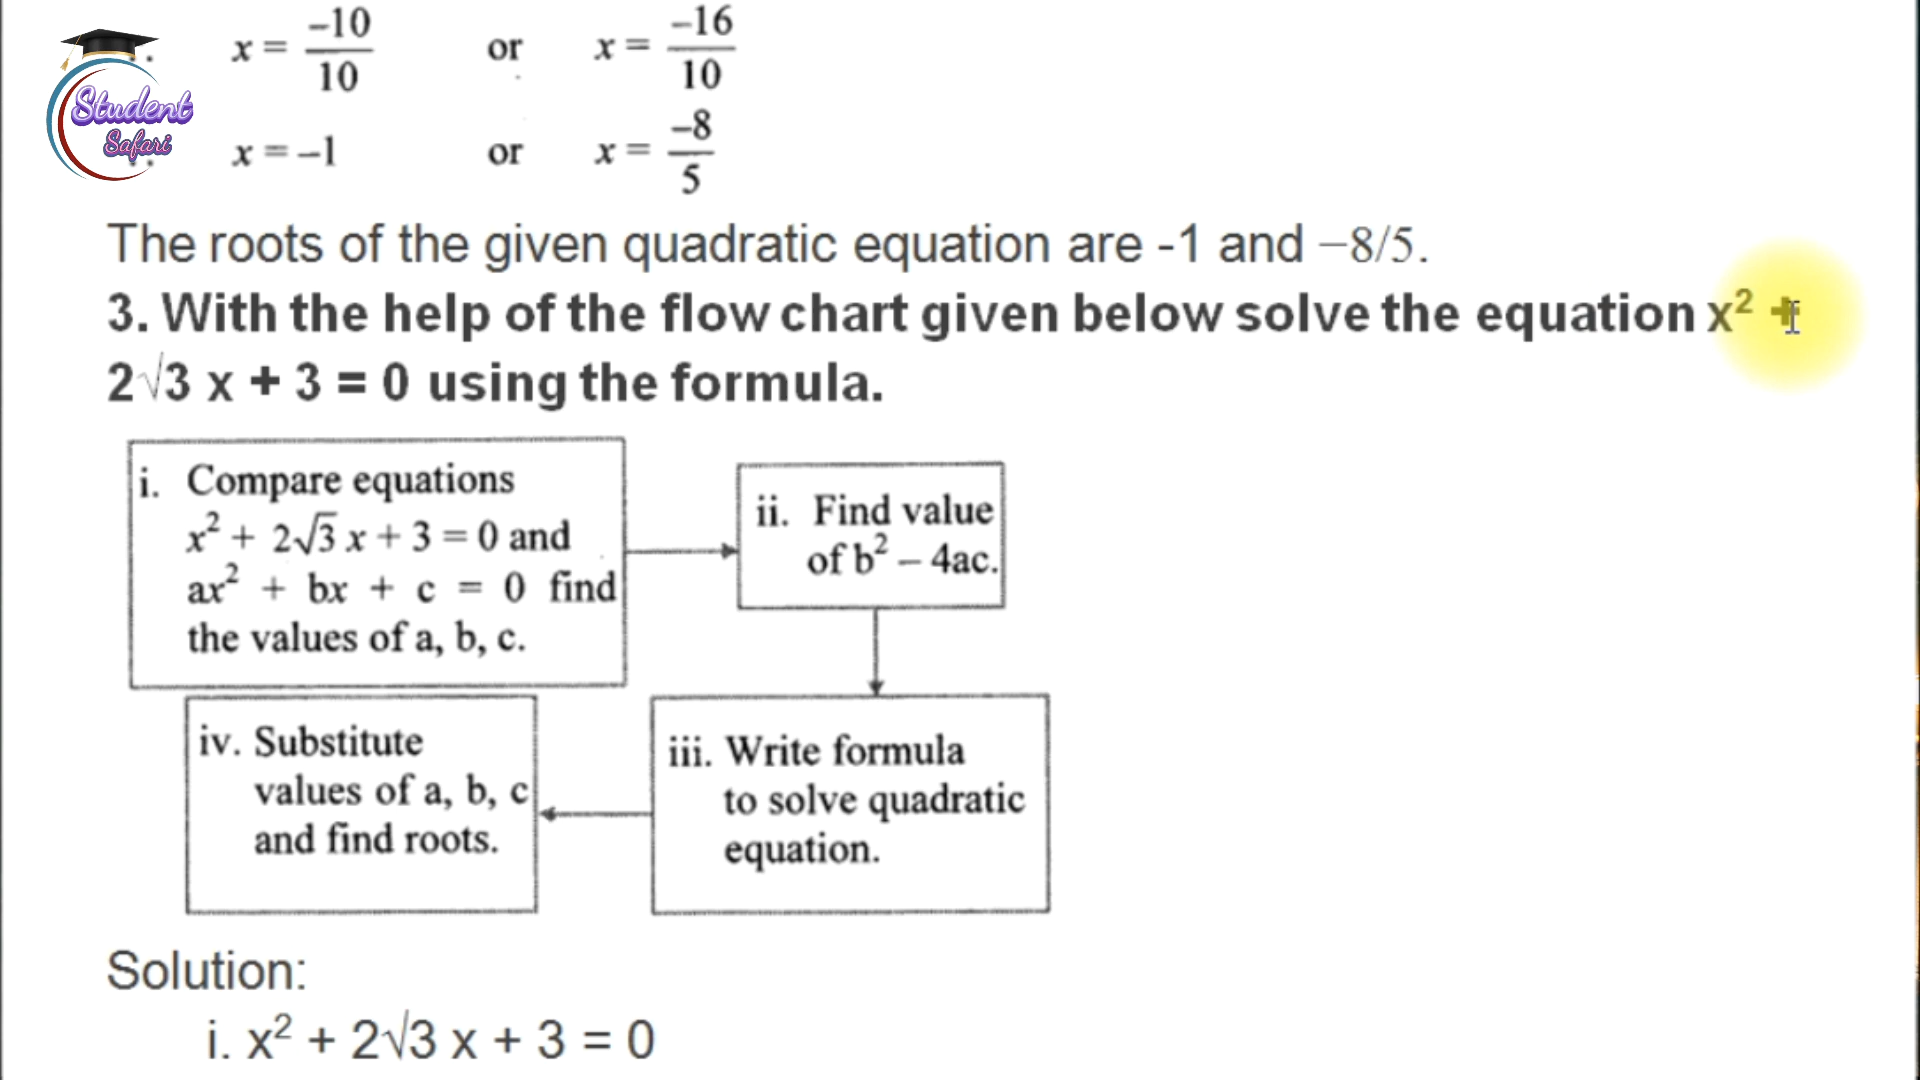 x = –10/10 or x = –16/10
Student
Safari
x = –1 or x = –8/5
The roots of the given quadratic equation are -1 and −8/5.
3. With the help of the flow chart given below solve the equation x² +
2√3 x + 3 = 0 using the formula.
i. Compare equations
x² + 2√3 x + 3 = 0 and
ax² + bx + c = 0 find
the values of a, b, c.
ii. Find value
of b² – 4ac.
iv. Substitute
values of a, b, c
and find roots.
iii. Write formula
to solve quadratic
equation.
Solution:
i. x² + 2√3 x + 3 = 0